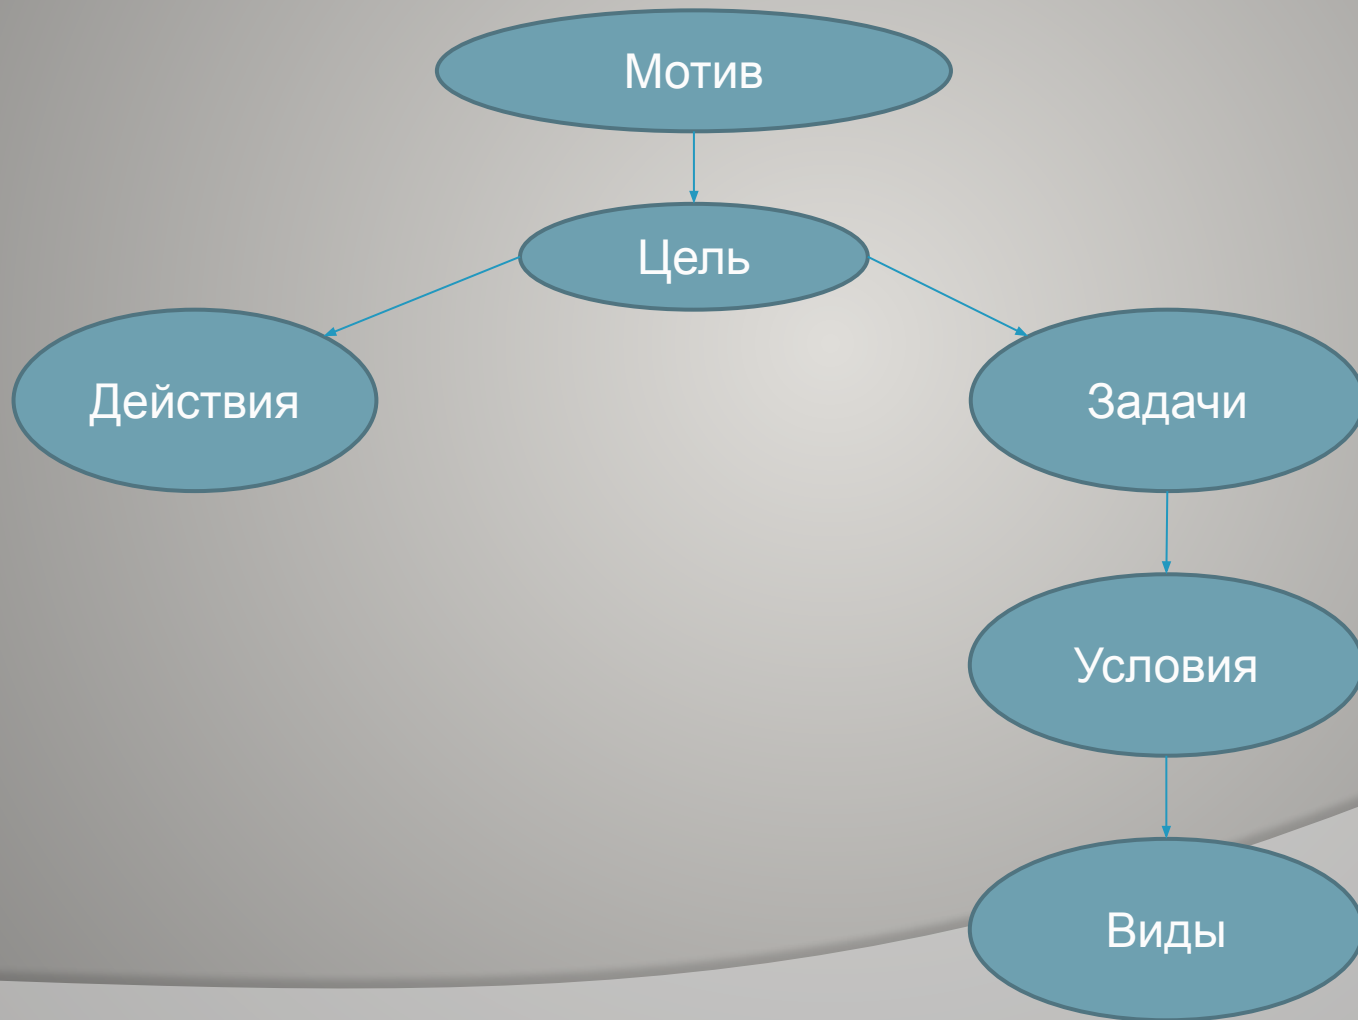 Мотив
Цель
Действия
Задачи
Условия
Виды